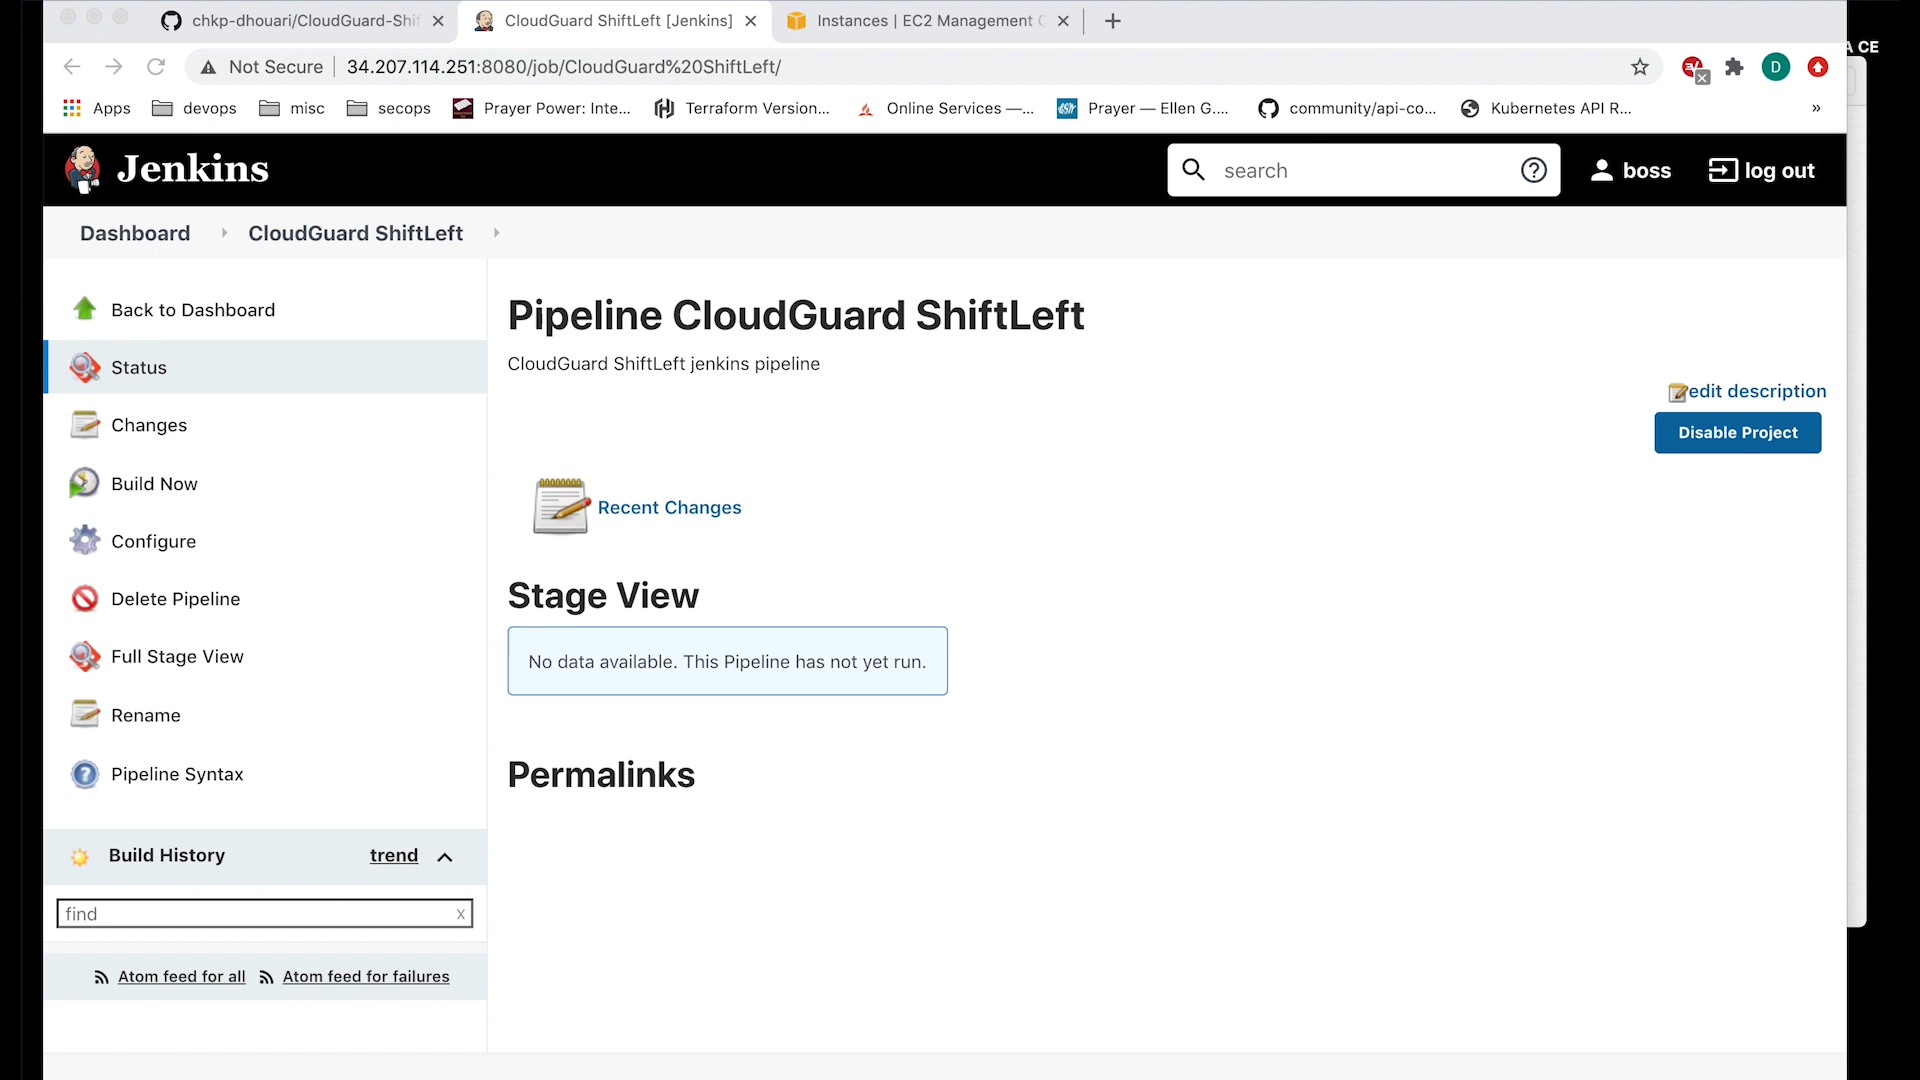 chkp-dhouari/CloudGuard-Shif
CloudGuard ShiftLeft [Jenkins]
Instances | EC2 Management C
A CE
Not Secure
34.207.114.251:8080/job/CloudGuard%20ShiftLeft/
D
Apps
devops
misc
secops
Prayer Power: Inte...
Terraform Version...
Online Services —...
Prayer — Ellen G....
community/api-co...
Kubernetes API R...
»
Jenkins
search
boss
log out
Dashboard
CloudGuard ShiftLeft
Back to Dashboard
Status
Changes
Build Now
Configure
Delete Pipeline
Full Stage View
Rename
Pipeline Syntax
Build History
trend
find
x
Atom feed for all
Atom feed for failures
Pipeline CloudGuard ShiftLeft
CloudGuard ShiftLeft jenkins pipeline
edit description
Disable Project
Recent Changes
Stage View
No data available. This Pipeline has not yet run.
Permalinks